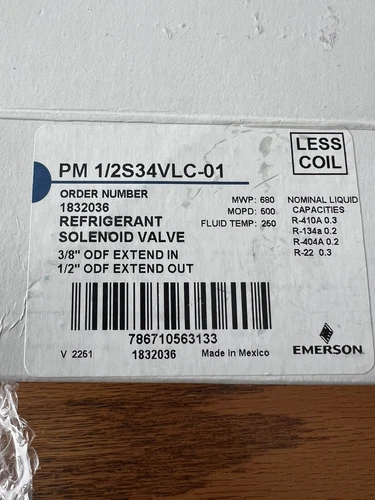 LESS
COIL
PM 1/2S34VLC-01
ORDER NUMBER
1832036
REFRIGERANT
SOLENOID VALVE
3/8" ODF EXTEND IN
1/2" ODF EXTEND OUT
MWP: 680
MOPD: 500
FLUID TEMP: 250
NOMINAL LIQUID
CAPACITIES
R-410A 0.3
R-134a 0.2
R-404A 0.2
R-22 0.3
786710563133
V 2251 1832036 Made in Mexico
EMERSON